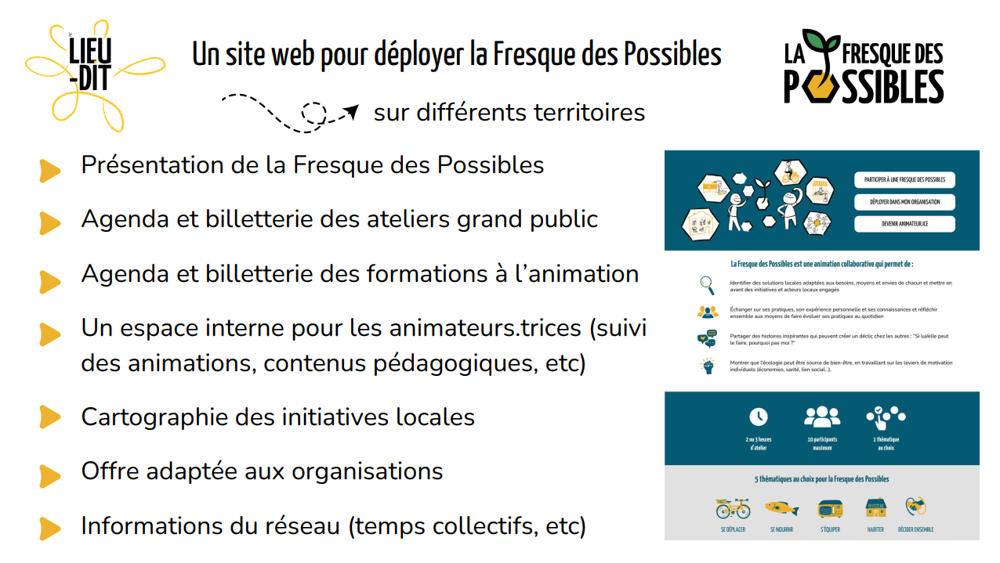 le
LIEU
-DIT
Un site web pour déployer la Fresque des Possibles
sur différents territoires
LA FRESQUE DES
POSSIBLES
Présentation de la Fresque des Possibles
Agenda et billetterie des ateliers grand public
Agenda et billetterie des formations à l’animation
Un espace interne pour les animateurs.trices (suivi
des animations, contenus pédagogiques, etc)
Cartographie des initiatives locales
Offre adaptée aux organisations
Informations du réseau (temps collectifs, etc)
PARTICIPER À UNE FRESQUE DES POSSIBLES
DÉPLOYER DANS MON ORGANISATION
DEVENIR ANIMATEUR.ICE
La Fresque des Possibles est une animation collaborative qui permet de :
Identifier des solutions locales adaptées aux besoins, moyens et envies de chacun et mettre en
avant des initiatives et acteurs locaux engagés
Échanger sur ses pratiques, son expérience personnelle et ses connaissances et réfléchir
ensemble aux moyens de faire évoluer ses pratiques au quotidien
Partager des histoires inspirantes qui peuvent créer un déclic chez les autres : "Si lui/elle peut
le faire, pourquoi pas moi ?"
Montrer que l'écologie peut être source de bien-être, en travaillant sur les leviers de motivation
individuels (économies, santé, lien social...).
2 ou 3 heures
d'atelier
10 participants
maximum
1 thématique
au choix
5 thématiques au choix pour la Fresque des Possibles
SE DÉPLACER
SE NOURRIR
S'ÉQUIPER
HABITER
DÉCIDER ENSEMBLE